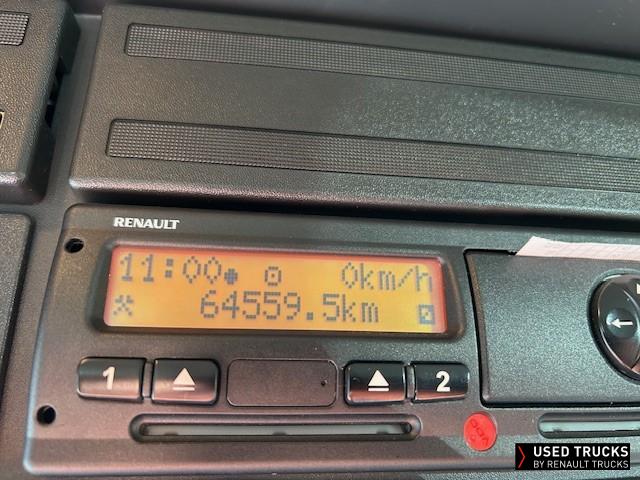 RENAULT
11:00 0km/h
64559.5km
1 2
USED TRUCKS
BY RENAULT TRUCKS